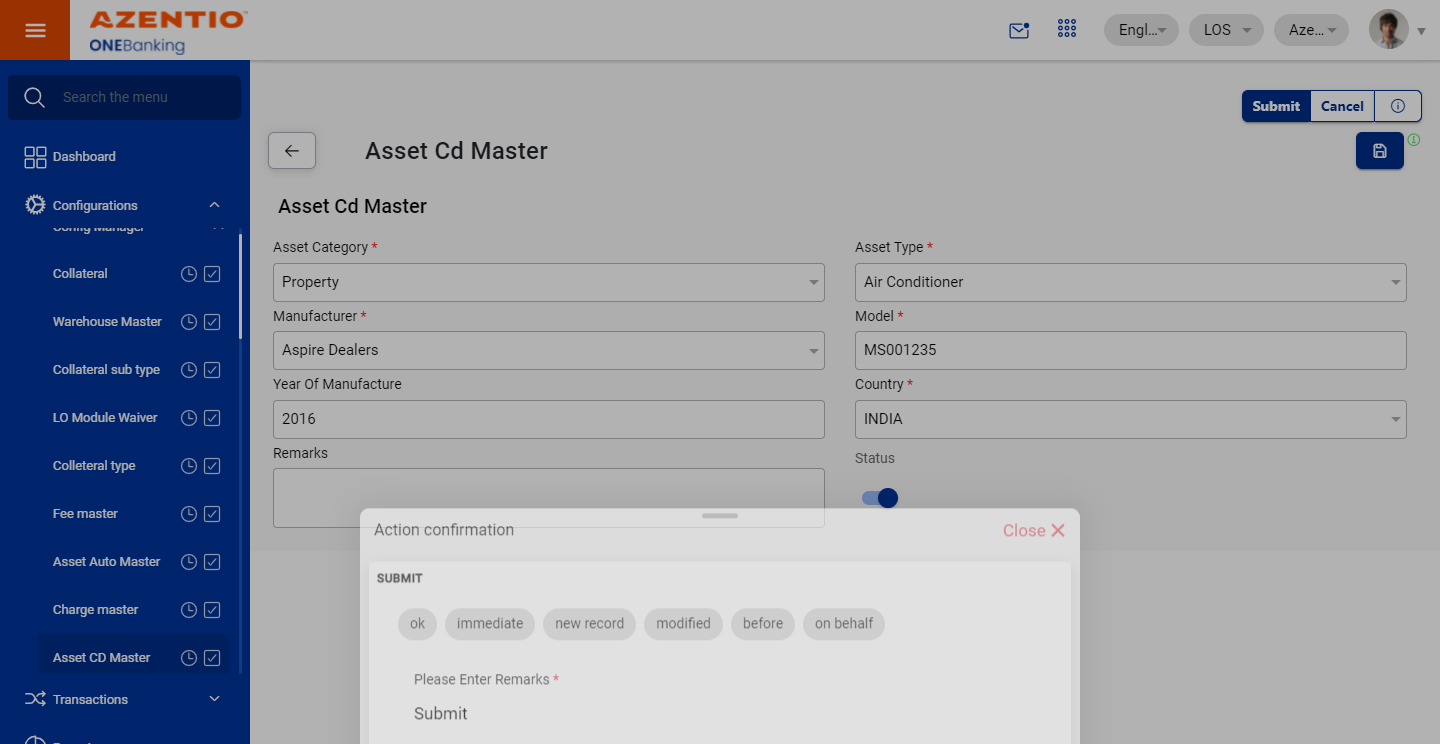 AZENTIO™
ONEBanking
Engl...
LOS
Aze...
Search the menu
Dashboard
Configurations
Config Manager
Collateral
Warehouse Master
Collateral sub type
LO Module Waiver
Colleteral type
Fee master
Asset Auto Master
Charge master
Asset CD Master
Transactions
Submit
Cancel
Asset Cd Master
Asset Cd Master
Asset Category *
Asset Type *
Property
Air Conditioner
Manufacturer *
Model *
Aspire Dealers
MS001235
Year Of Manufacture
Country *
2016
INDIA
Remarks
Status
Action confirmation
Close
SUBMIT
ok
immediate
new record
modified
before
on behalf
Please Enter Remarks *
Submit